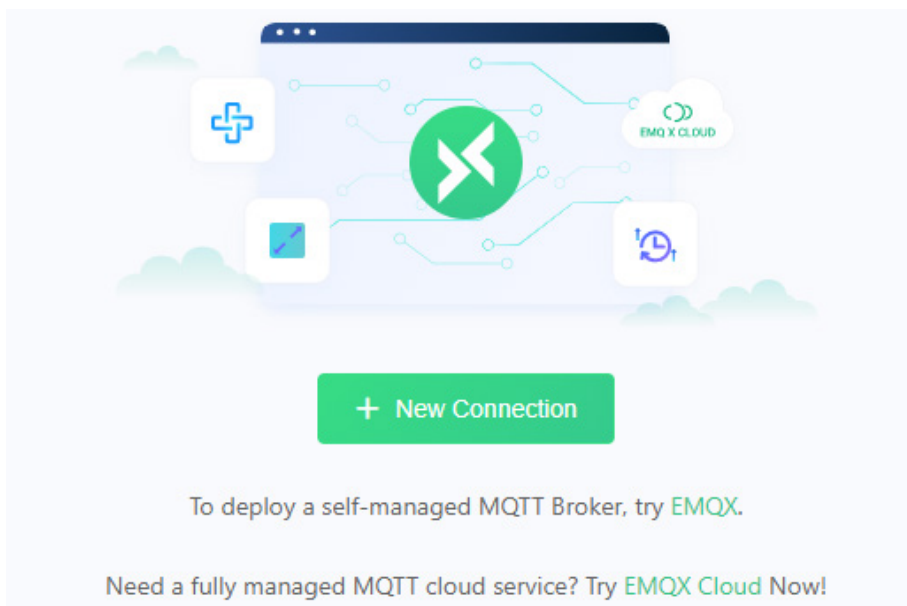 EMQ X CLOUD
+ New Connection
To deploy a self-managed MQTT Broker, try EMQX.
Need a fully managed MQTT cloud service? Try EMQX Cloud Now!